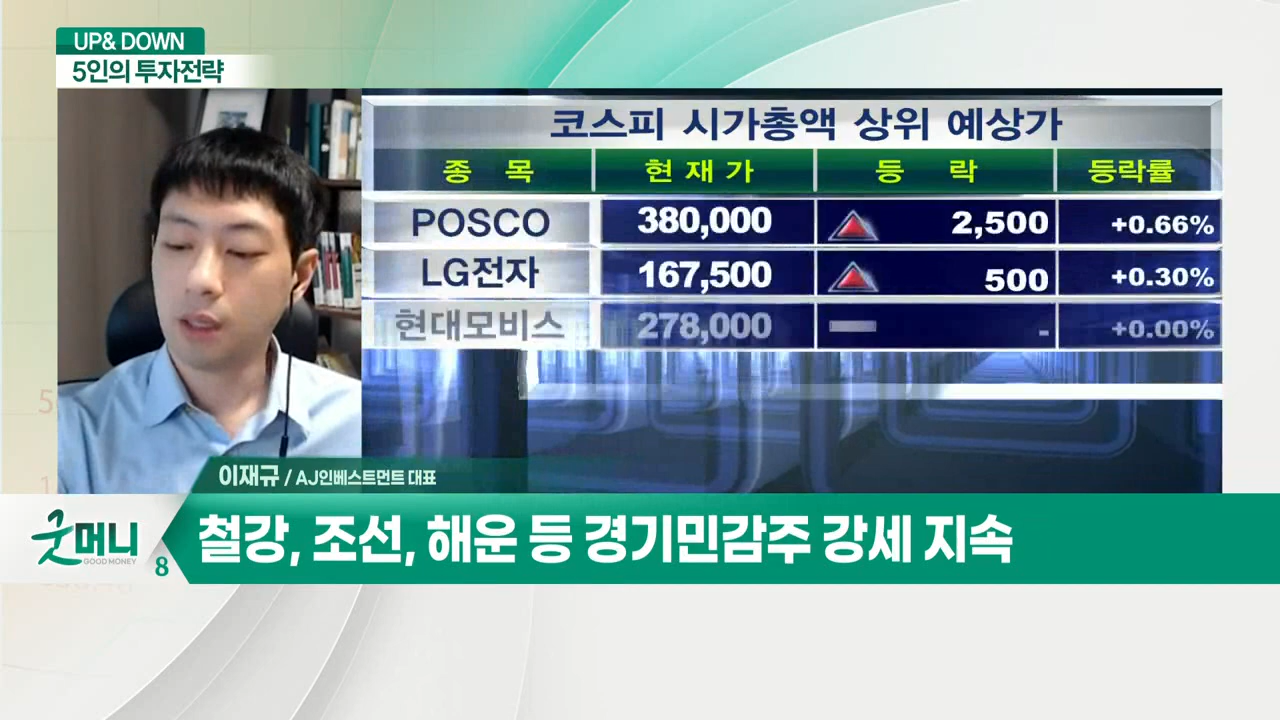 UP& DOWN
5인의 투자전략
코스피 시가총액 상위 예상가
종 목 현 재 가 등 락 등락률
POSCO 380,000 2,500 +0.66%
LG전자 167,500 500 +0.30%
현대모비스 278,000 - +0.00%
이재규 / AJ인베스트먼트 대표
철강, 조선, 해운 등 경기민감주 강세 지속
굿머니
GOOD MONEY
8